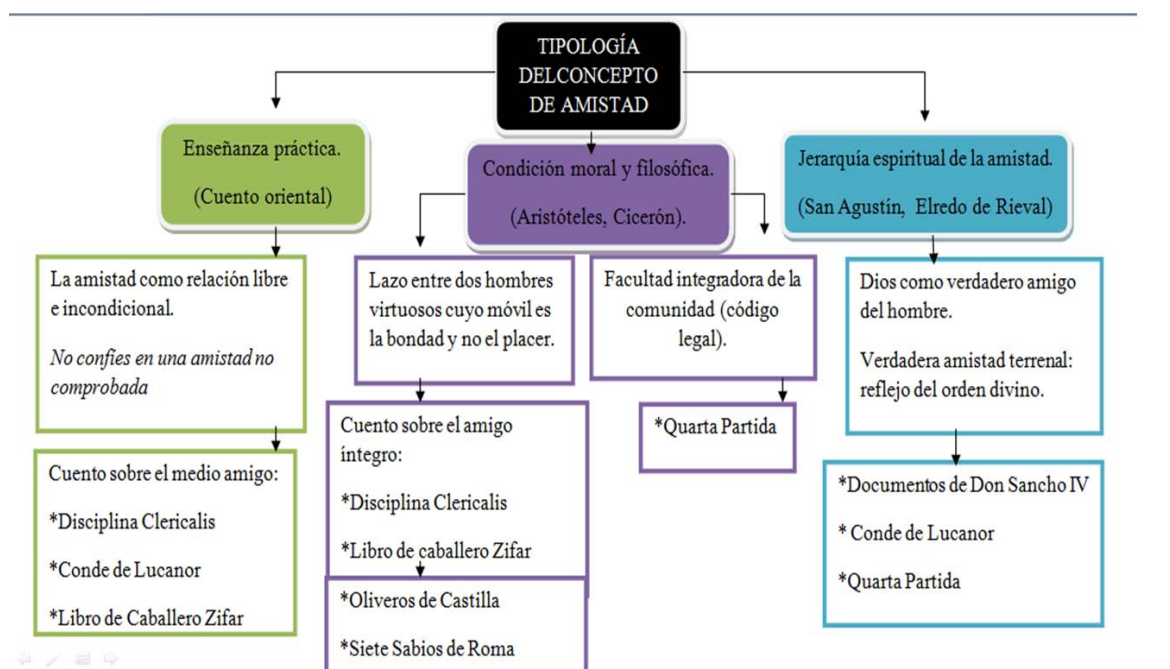 TIPOLOGÍA
DELCONCEPTO
DE AMISTAD
Enseñanza práctica.
(Cuento oriental)
Condición moral y filosófica.
(Aristóteles, Cicerón).
Jerarquía espiritual de la amistad.
(San Agustín, Elredo de Rieval)
La amistad como relación libre
e incondicional.
No confíes en una amistad no
comprobada
Lazo entre dos hombres
virtuosos cuyo móvil es
la bondad y no el placer.
Facultad integradora de la
comunidad (código
legal).
Dios como verdadero amigo
del hombre.
Verdadera amistad terrenal:
reflejo del orden divino.
Cuento sobre el medio amigo:
*Disciplina Clericalis
*Conde de Lucanor
*Libro de Caballero Zifar
Cuento sobre el amigo
íntegro:
*Disciplina Clericalis
*Libro de caballero Zifar
*Oliveros de Castilla
*Siete Sabios de Roma
*Quarta Partida
*Documentos de Don Sancho IV
* Conde de Lucanor
*Quarta Partida